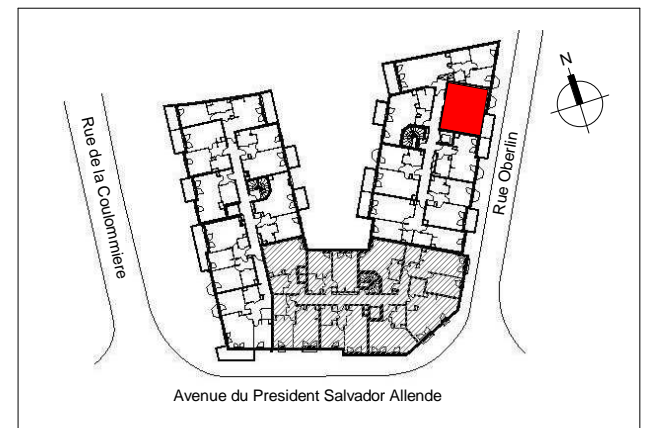 N
Rue de la Coulommiere
Rue Oberlin
Avenue du President Salvador Allende